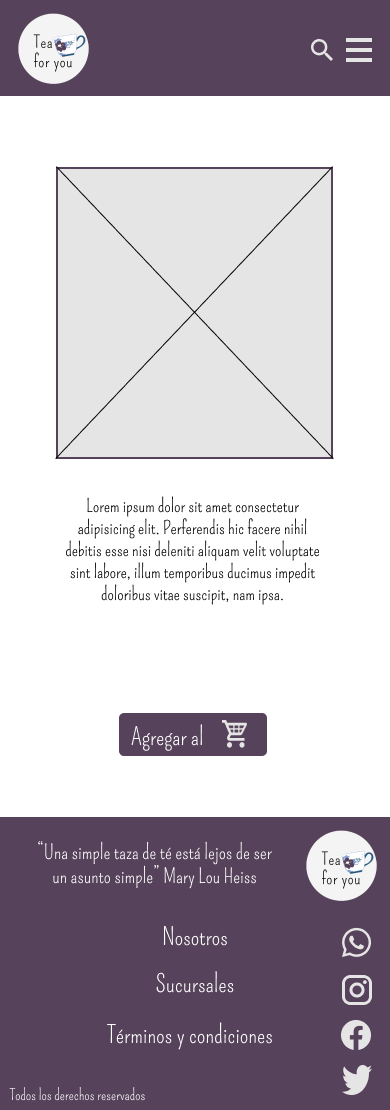 Tea
for you
Lorem ipsum dolor sit amet consectetur
adipisicing elit. Perferendis hic facere nihil
debitis esse nisi deleniti aliquam velit voluptate
sint labore, illum temporibus ducimus impedit
doloribus vitae suscipit, nam ipsa.
Agregar al
“Una simple taza de té está lejos de ser
un asunto simple” Mary Lou Heiss
Tea
for you
Nosotros
Sucursales
Términos y condiciones
Todos los derechos reservados